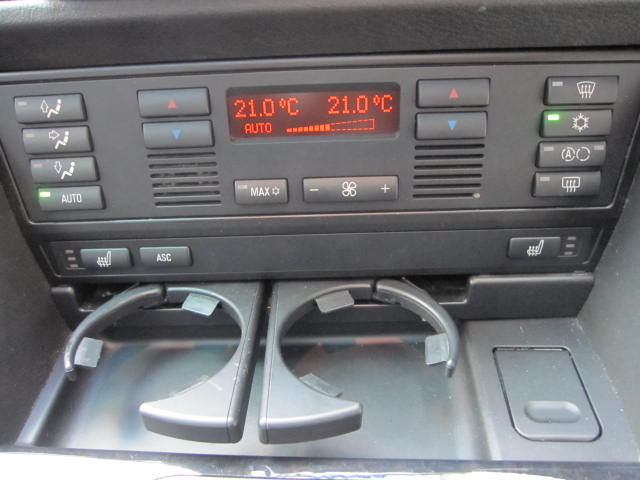 21.0°C 21.0°C
AUTO
AUTO
MAX
− +
A
ASC